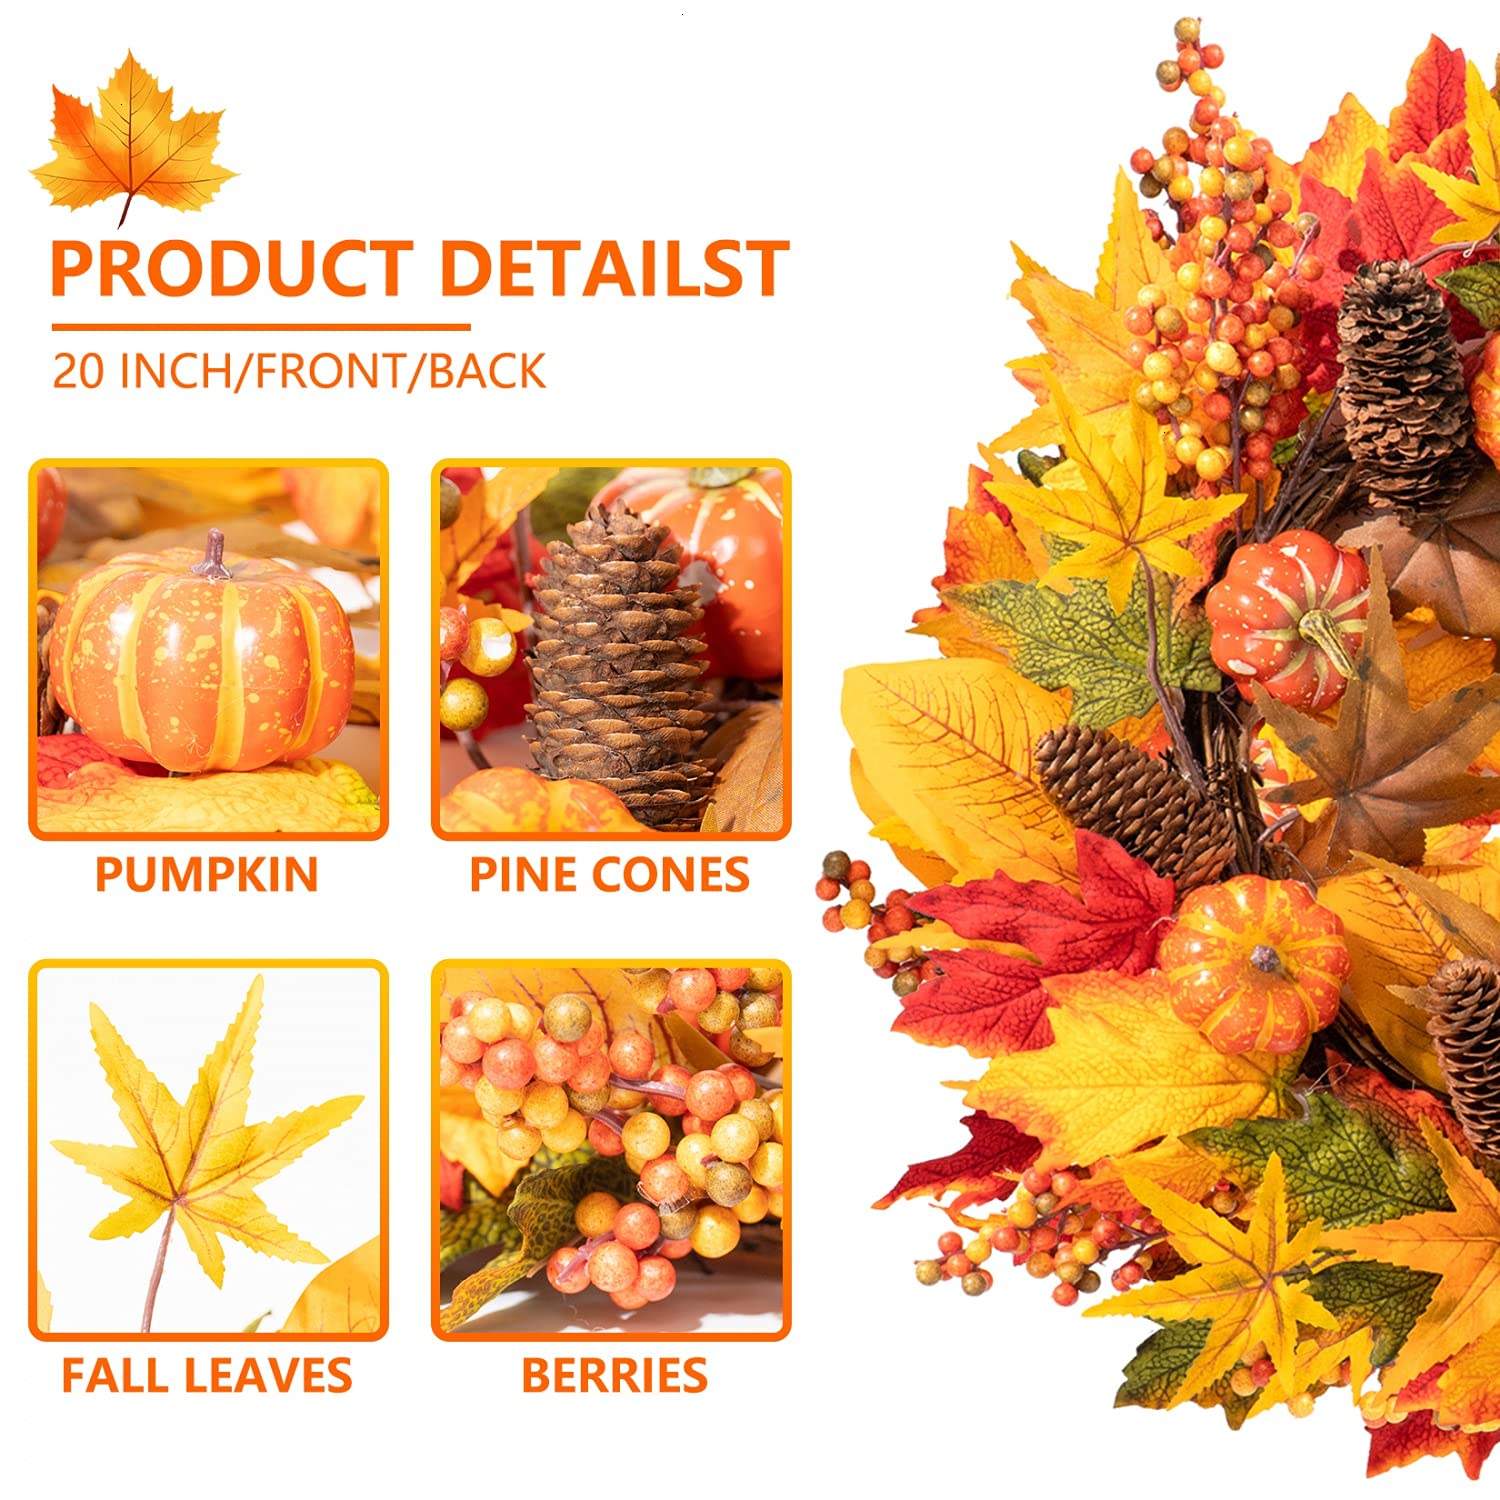 PRODUCT DETAILST
20 INCH/FRONT/BACK
PUMPKIN
PINE CONES
FALL LEAVES
BERRIES